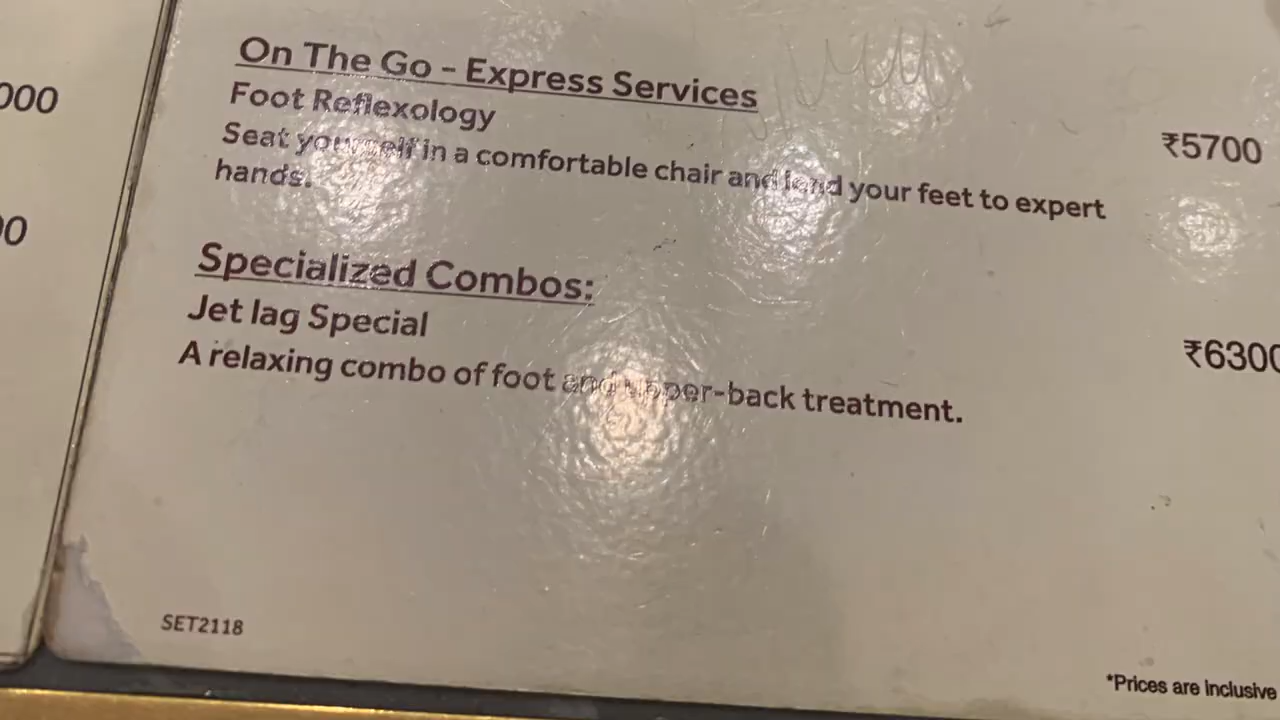 000
00
On The Go - Express Services
Foot Reflexology
₹5700
Seat yourself in a comfortable chair and lend your feet to expert
hands.
Specialized Combos:
Jet lag Special
₹6300
A relaxing combo of foot and upper-back treatment.
SET2118
*Prices are inclusive